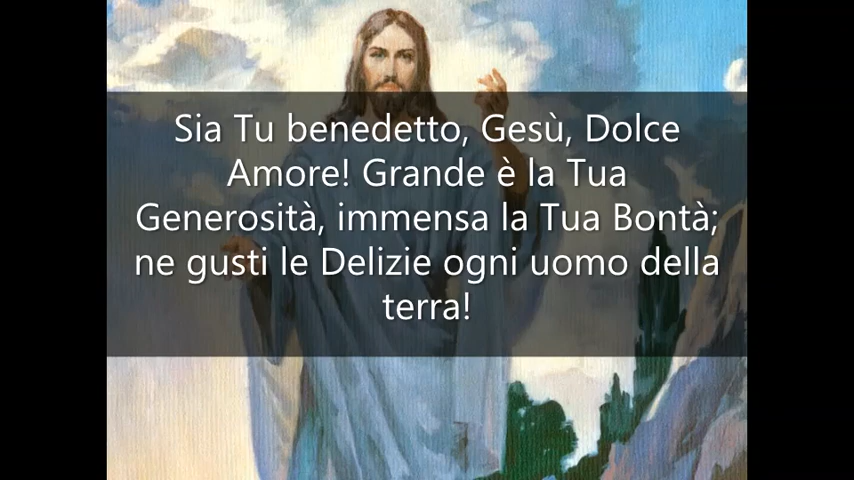 Sia Tu benedetto, Gesù, Dolce
Amore! Grande è la Tua
Generosità, immensa la Tua Bontà;
ne gusti le Delizie ogni uomo della
terra!